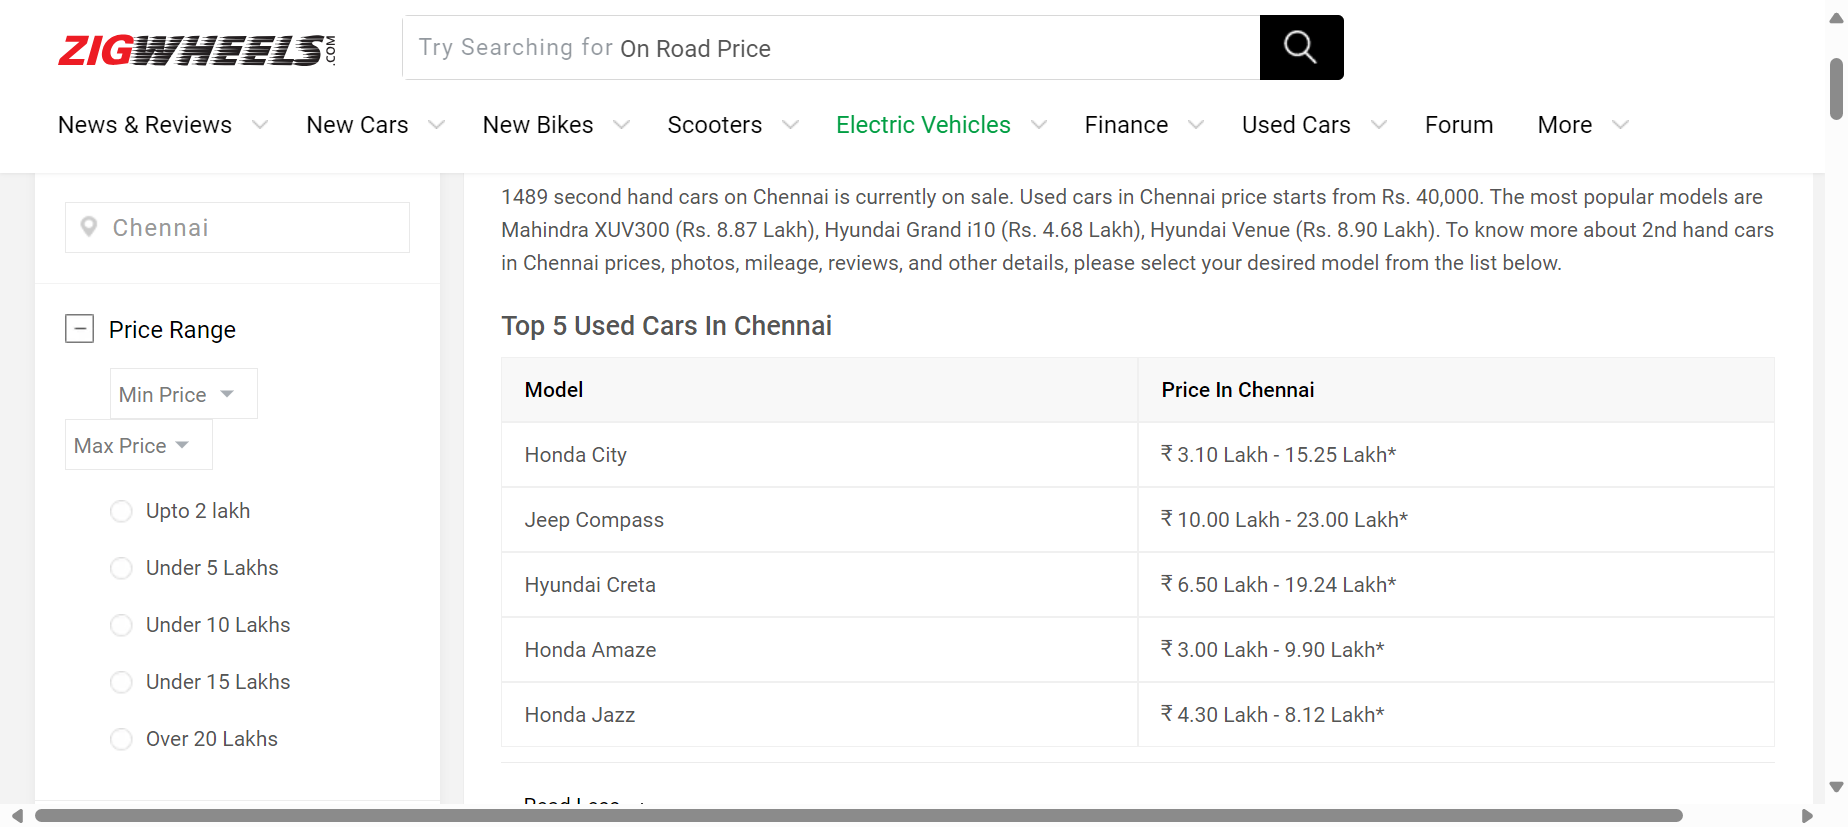 ZIGWHEELS.COM
Try Searching for On Road Price
News & Reviews New Cars New Bikes Scooters Electric Vehicles Finance Used Cars Forum More
Chennai
Price Range
Min Price
Max Price
Upto 2 lakh
Under 5 Lakhs
Under 10 Lakhs
Under 15 Lakhs
Over 20 Lakhs
1489 second hand cars on Chennai is currently on sale. Used cars in Chennai price starts from Rs. 40,000. The most popular models are
Mahindra XUV300 (Rs. 8.87 Lakh), Hyundai Grand i10 (Rs. 4.68 Lakh), Hyundai Venue (Rs. 8.90 Lakh). To know more about 2nd hand cars
in Chennai prices, photos, mileage, reviews, and other details, please select your desired model from the list below.
Top 5 Used Cars In Chennai
Model Price In Chennai
Honda City ₹ 3.10 Lakh - 15.25 Lakh*
Jeep Compass ₹ 10.00 Lakh - 23.00 Lakh*
Hyundai Creta ₹ 6.50 Lakh - 19.24 Lakh*
Honda Amaze ₹ 3.00 Lakh - 9.90 Lakh*
Honda Jazz ₹ 4.30 Lakh - 8.12 Lakh*
Read Less